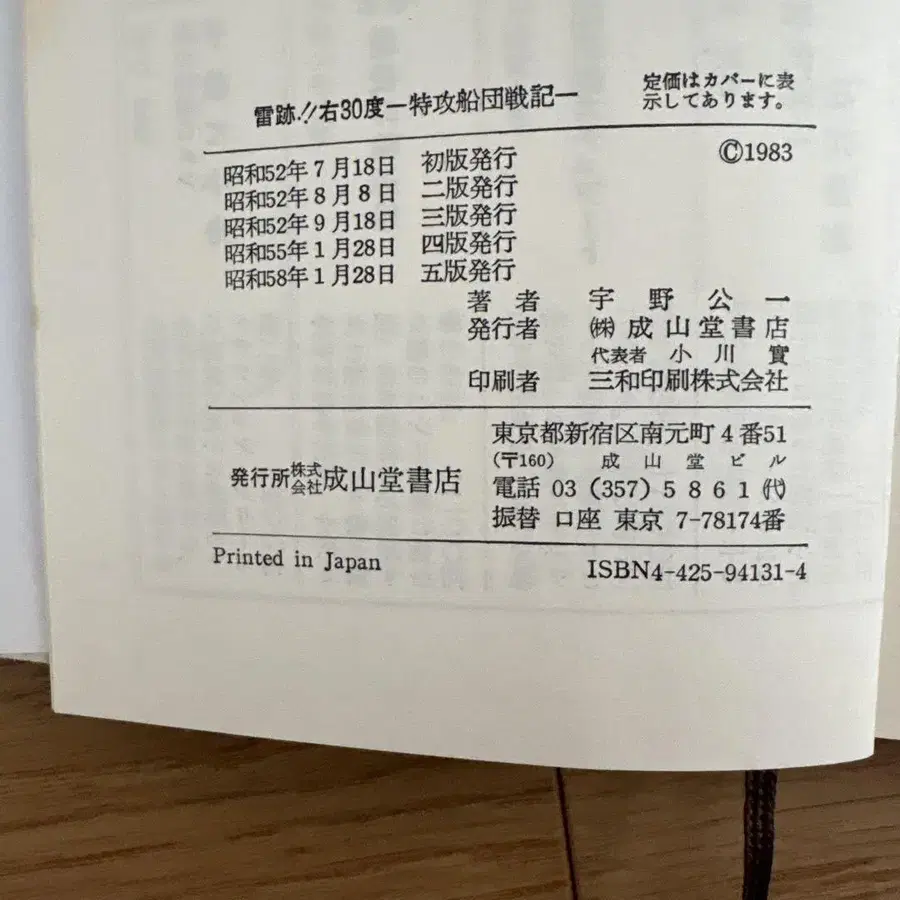 雷跡!!右30度―特攻船団戦記―
定価はカバーに表
示してあります。
©1983
昭和52年7月18日 初版発行
昭和52年8月8日 二版発行
昭和52年9月18日 三版発行
昭和55年1月28日 四版発行
昭和58年1月28日 五版発行
著者 宇野公一
発行者 ㈱成山堂書店
代表者 小川實
印刷者 三和印刷株式会社
発行所 株式会社 成山堂書店
東京都新宿区南元町4番51
(〒160) 成山堂ビル
電話 03 (357) 5861㈹
振替口座 東京 7-78174番
Printed in Japan
ISBN4-425-94131-4